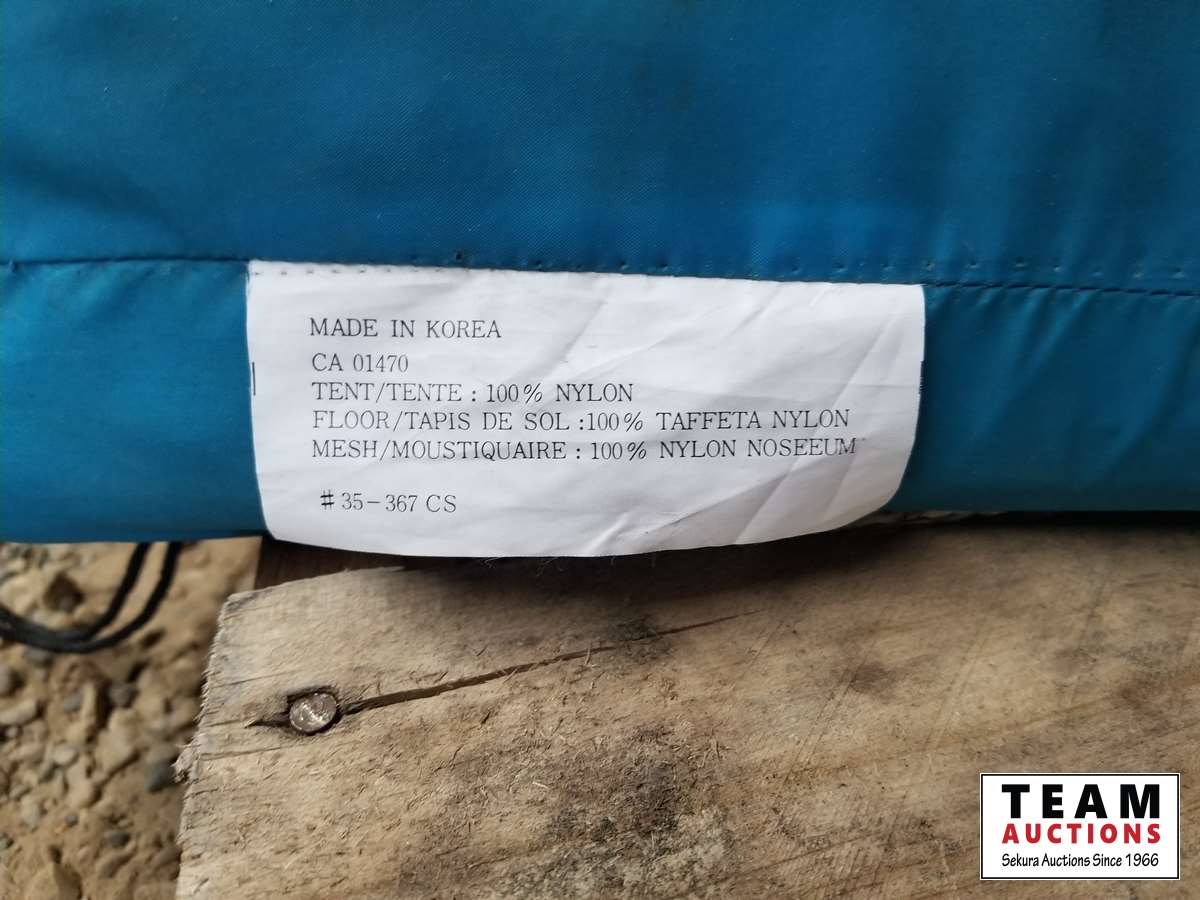 MADE IN KOREA
CA 01470
TENT/TENTE : 100% NYLON
FLOOR/TAPIS DE SOL :100% TAFFETA NYLON
MESH/MOUSTIQUAIRE : 100% NYLON NOSEEUM
# 35-367 CS
TEAM
AUCTIONS
Sekura Auctions Since 1966